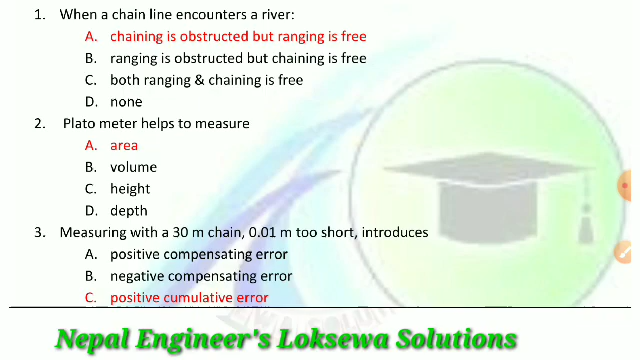 1. When a chain line encounters a river:
A. chaining is obstructed but ranging is free
B. ranging is obstructed but chaining is free
C. both ranging & chaining is free
D. none
2. Plato meter helps to measure
A. area
B. volume
C. height
D. depth
3. Measuring with a 30 m chain, 0.01 m too short, introduces
A. positive compensating error
B. negative compensating error
C. positive cumulative error
Nepal Engineer's Loksewa Solutions